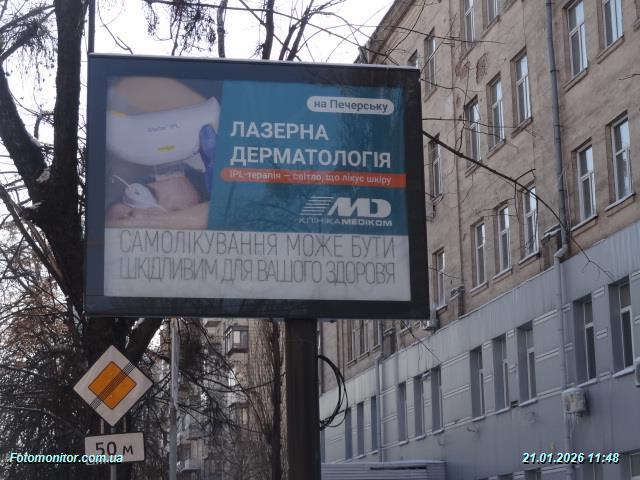 на Печерську
ЛАЗЕРНА
ДЕРМАТОЛОГІЯ
IPL-терапія — світло, що лікує шкіру
MD
КЛІНІКА МЕДІКОМ
САМОЛІКУВАННЯ МОЖЕ БУТИ
ШКІДЛИВИМ ДЛЯ ВАШОГО ЗДОРОВЯ
50 м
Fotomonitor.com.ua
21.01.2026 11:48